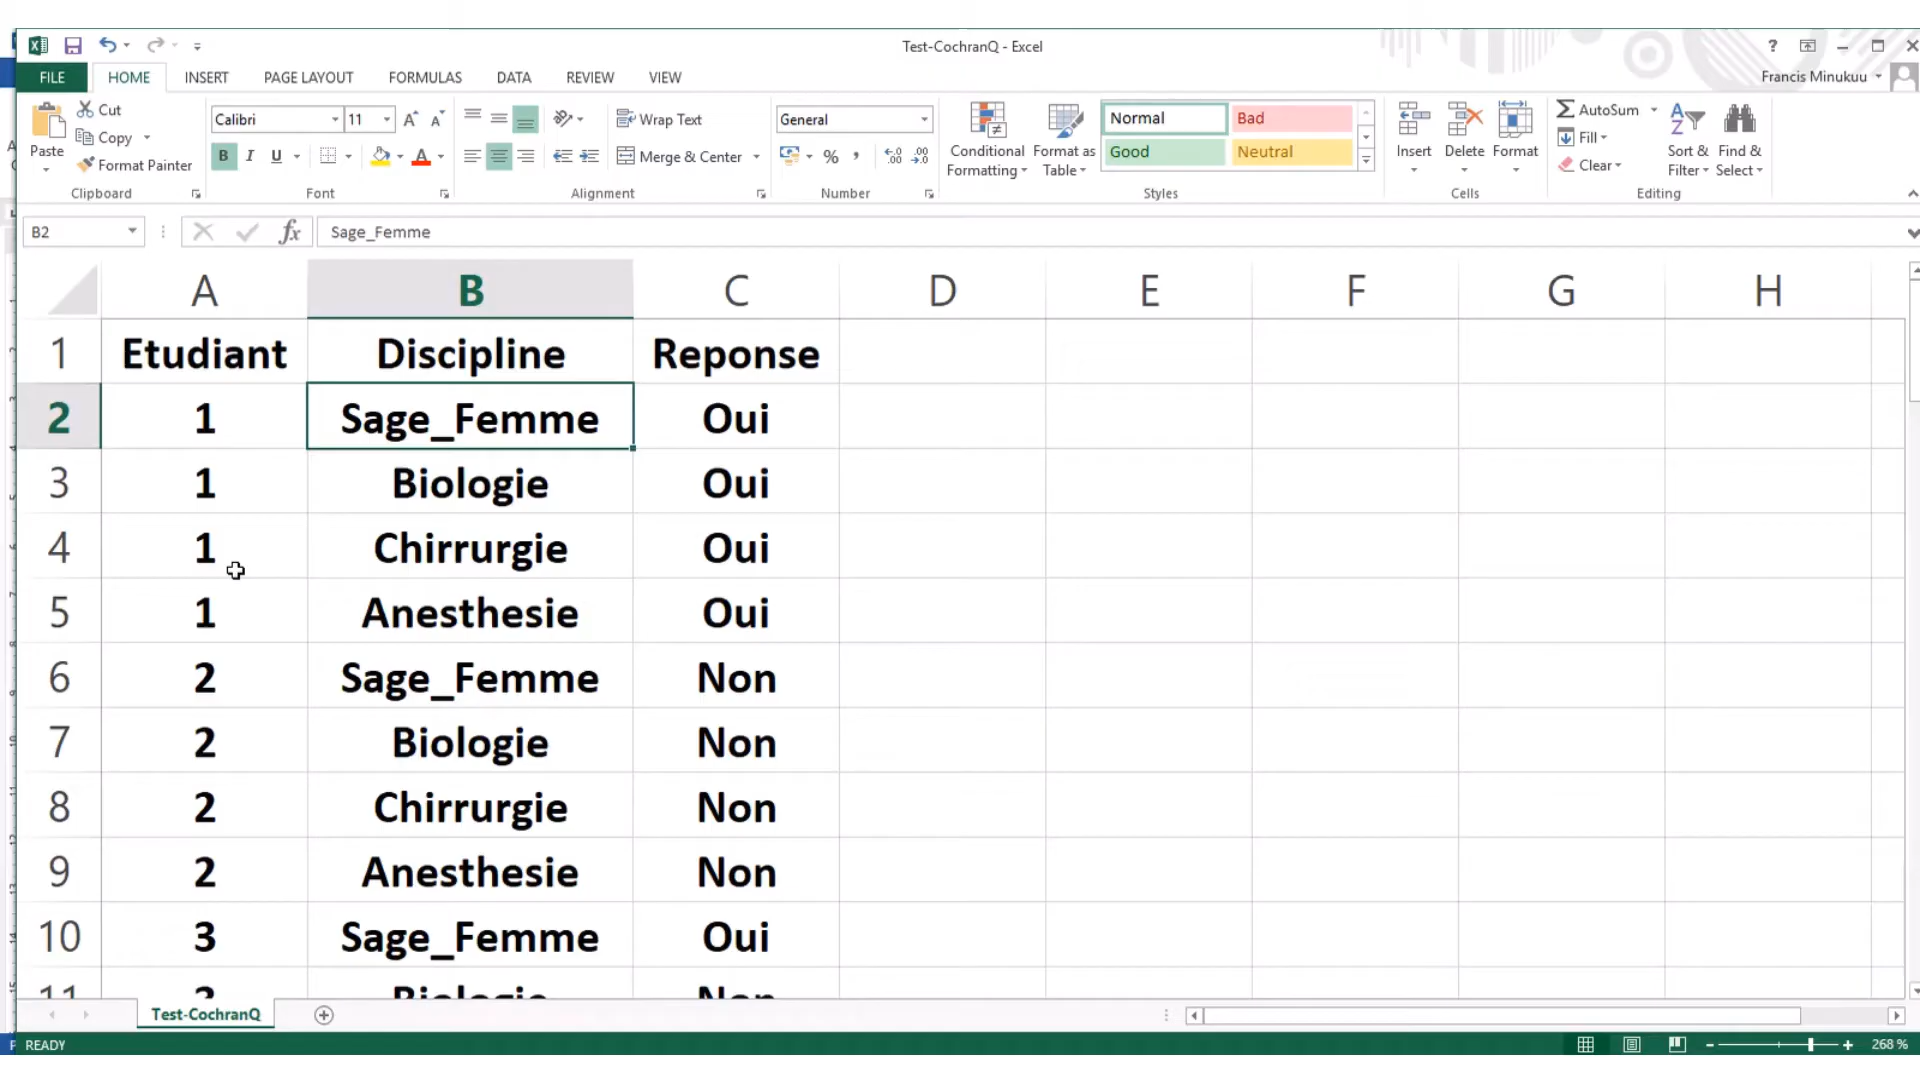 Test-CochranQ - Excel
?
FILE HOME INSERT PAGE LAYOUT FORMULAS DATA REVIEW VIEW Francis Minukuu
Paste Cut Copy Format Painter Clipboard
Calibri 11 A A B I U A Font
Wrap Text Merge & Center Alignment
General % , Number
Conditional Formatting Format as Table Normal Bad Good Neutral Styles
Insert Delete Format Cells
AutoSum Fill Clear Sort & Filter Find & Select Editing
B2 fx Sage_Femme
A B C D E F G H
1 Etudiant Discipline Reponse
2 1 Sage_Femme Oui
3 1 Biologie Oui
4 1 Chirrurgie Oui
5 1 Anesthesie Oui
6 2 Sage_Femme Non
7 2 Biologie Non
8 2 Chirrurgie Non
9 2 Anesthesie Non
10 3 Sage_Femme Oui
11 3 Biologie Non
Test-CochranQ
READY 268 %